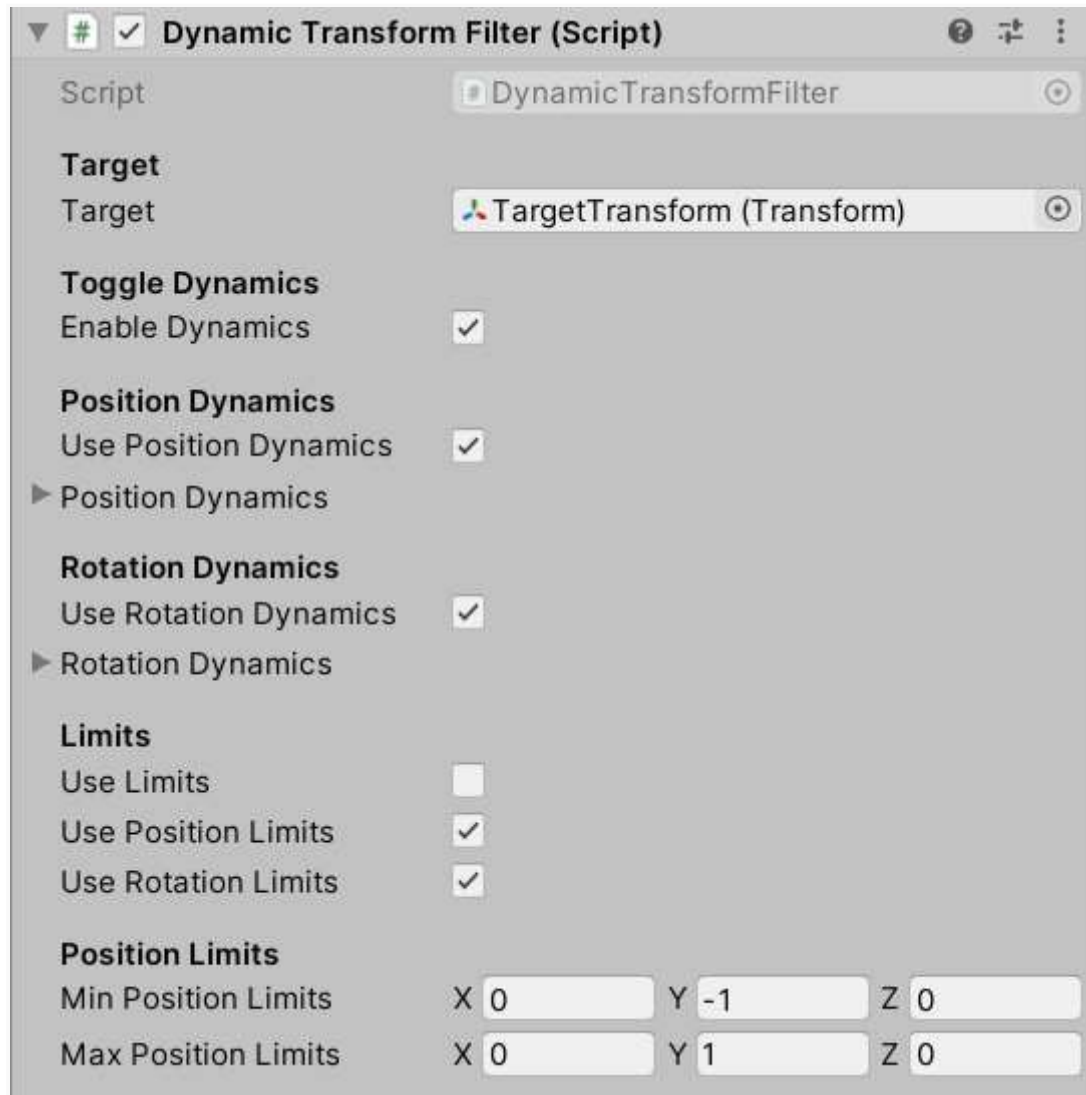 # Dynamic Transform Filter (Script)
Script # DynamicTransformFilter
Target
Target TargetTransform (Transform)
Toggle Dynamics
Enable Dynamics
Position Dynamics
Use Position Dynamics
Position Dynamics
Rotation Dynamics
Use Rotation Dynamics
Rotation Dynamics
Limits
Use Limits
Use Position Limits
Use Rotation Limits
Position Limits
Min Position Limits X 0 Y -1 Z 0
Max Position Limits X 0 Y 1 Z 0